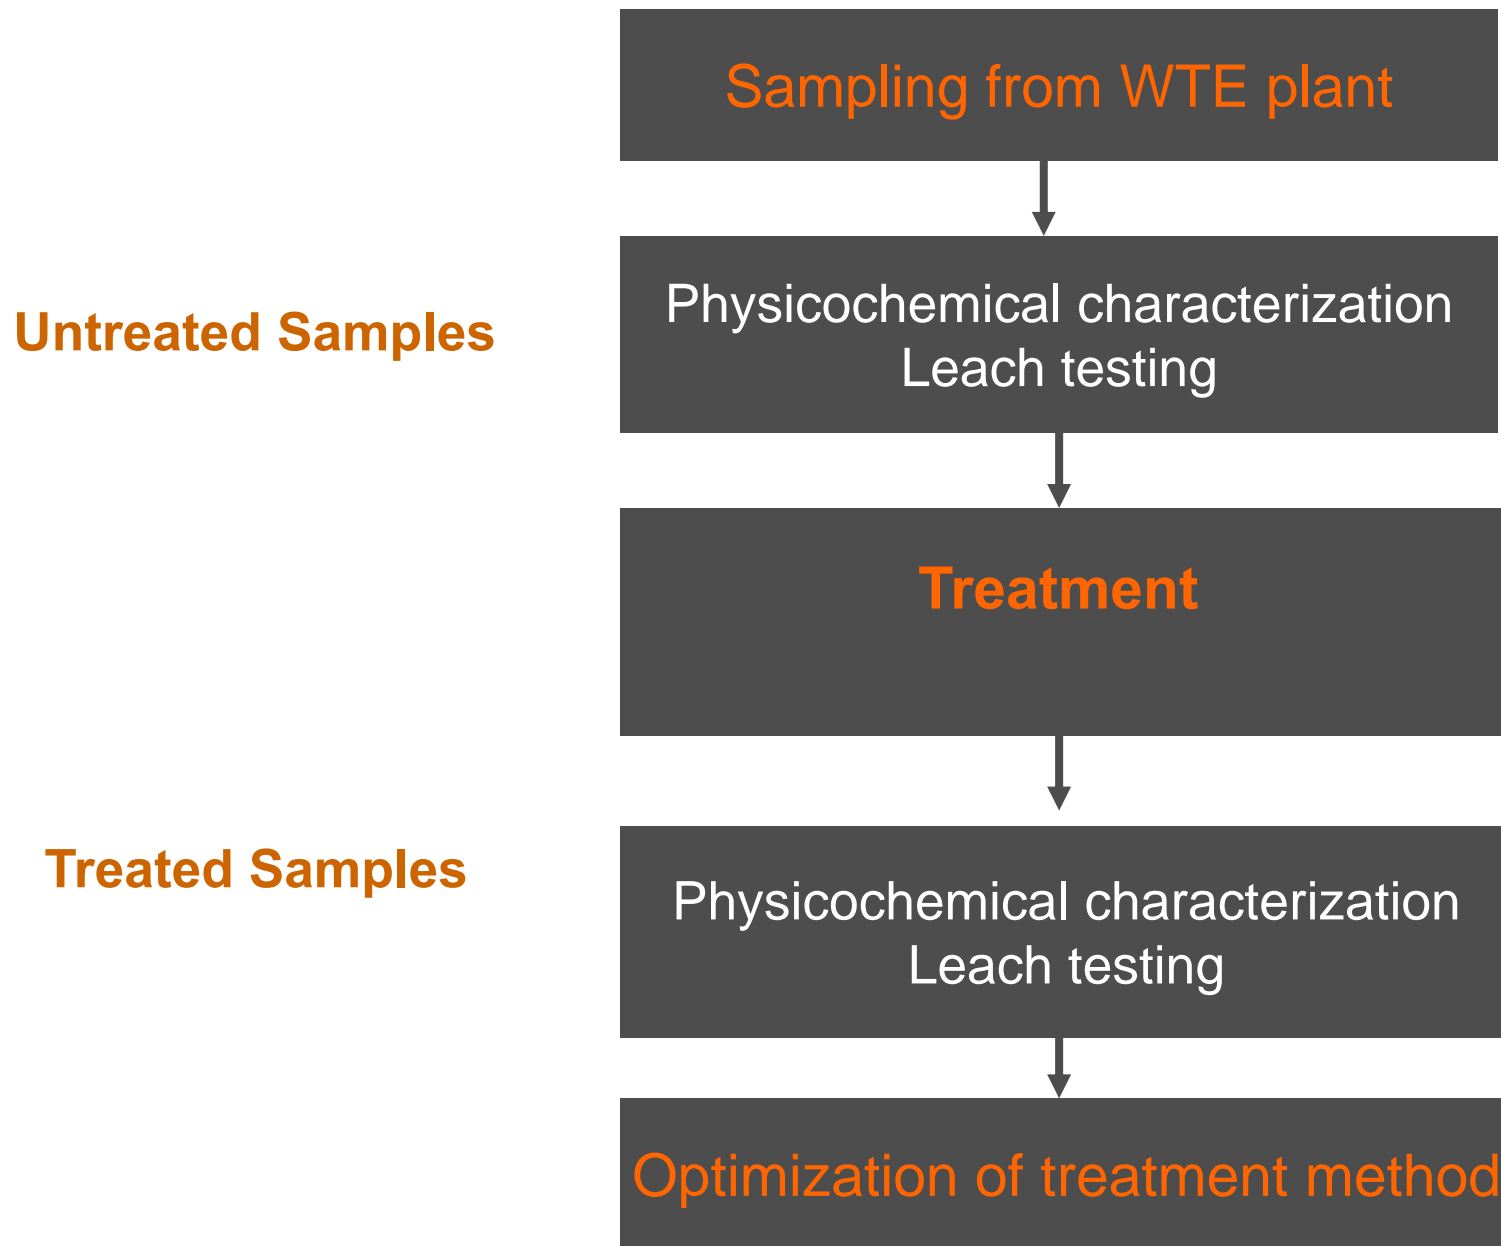 Sampling from WTE plant
Untreated Samples
Physicochemical characterization
Leach testing
Treatment
Treated Samples
Physicochemical characterization
Leach testing
Optimization of treatment method